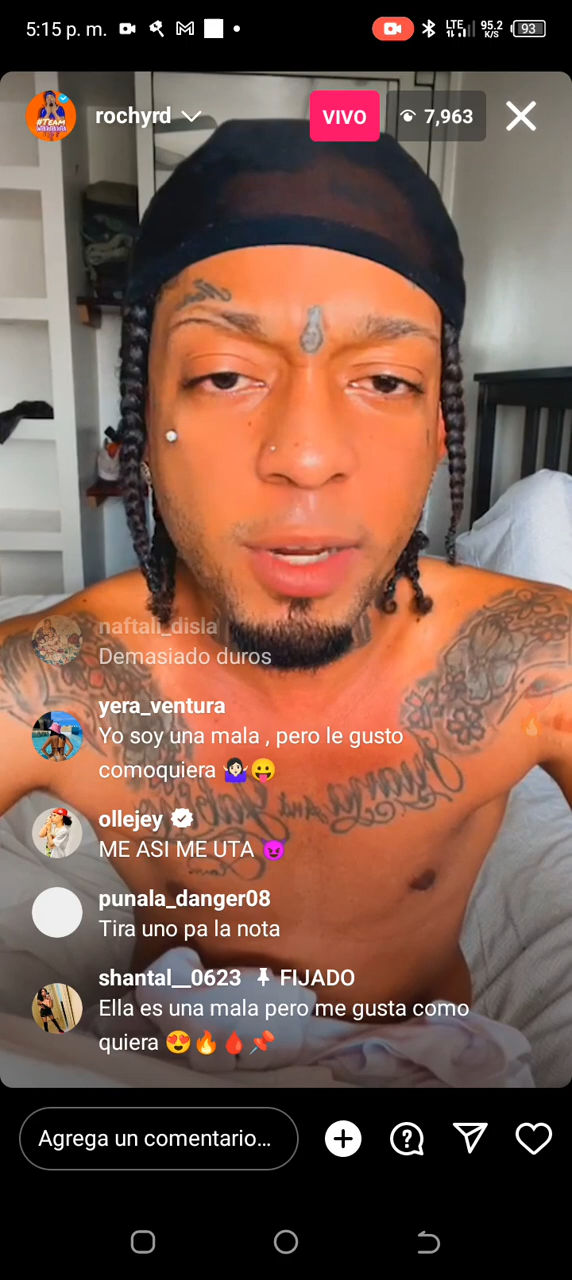 5:15 p. m.
LTE
95.2
K/S
93
#TEAM
rochyrd
VIVO
7,963
naftali_disla
Demasiado duros
yera_ventura
Yo soy una mala , pero le gusto
comoquiera 🤷🏻‍♀️😛
ollejey
ME ASI ME UTA 😈
punala_danger08
Tira uno pa la nota
shantal__0623 FIJADO
Ella es una mala pero me gusta como
quiera 😍🔥🩸📌
Agrega un comentario...